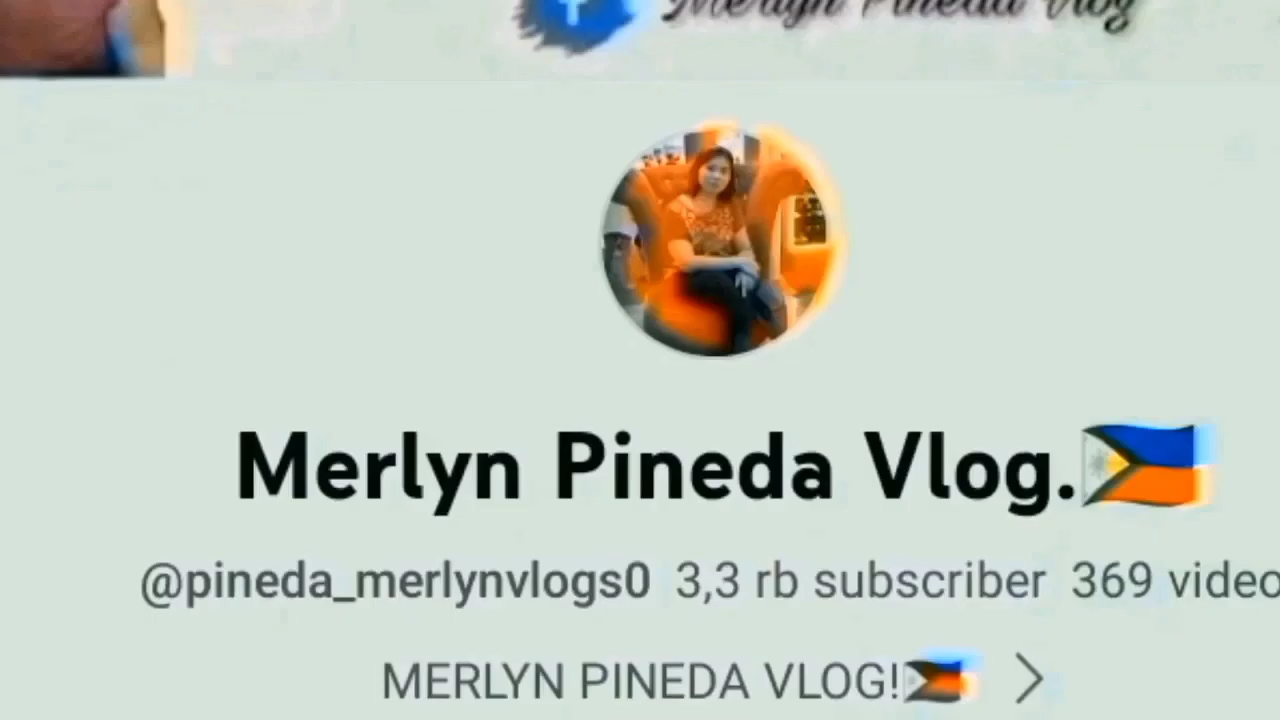 Merlyn Pineda Vlog
Merlyn Pineda Vlog.🇵🇭
@pineda_merlynvlogs0 3,3 rb subscriber 369 video
MERLYN PINEDA VLOG!🇵🇭 >